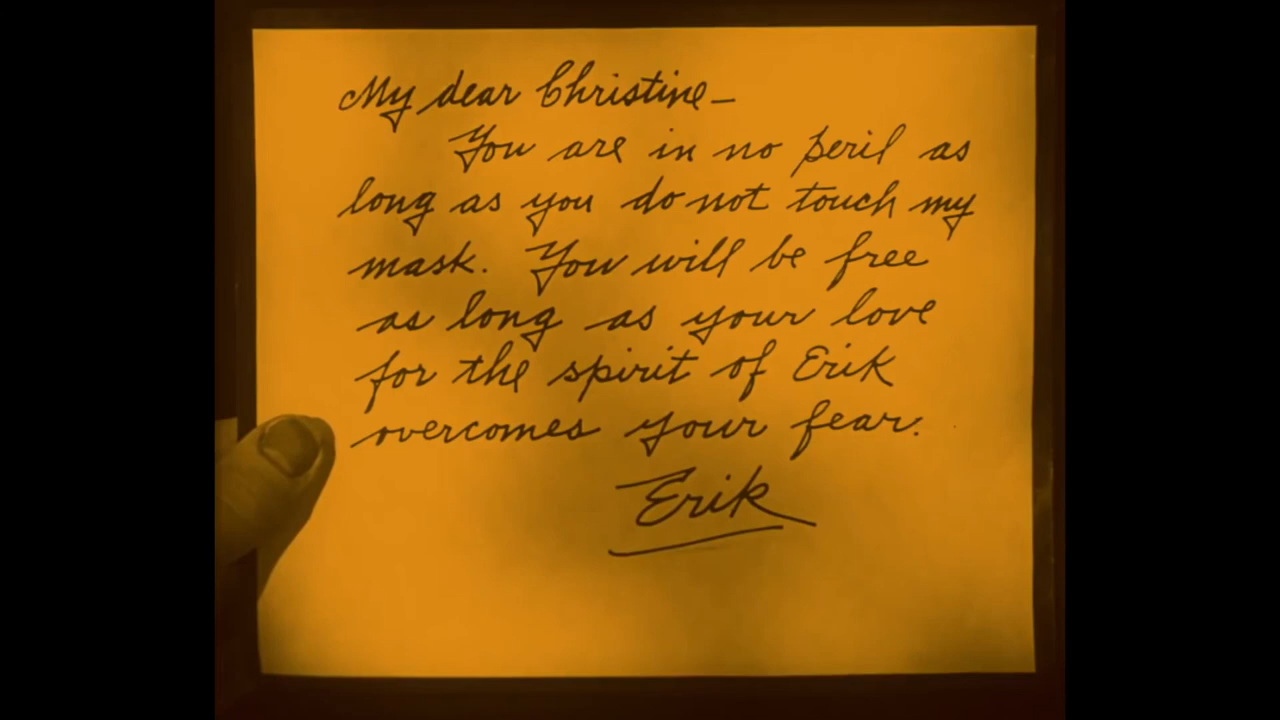 My dear Christine—
You are in no peril as
long as you do not touch my
mask. You will be free
as long as your love
for the spirit of Erik
overcomes your fear.
Erik